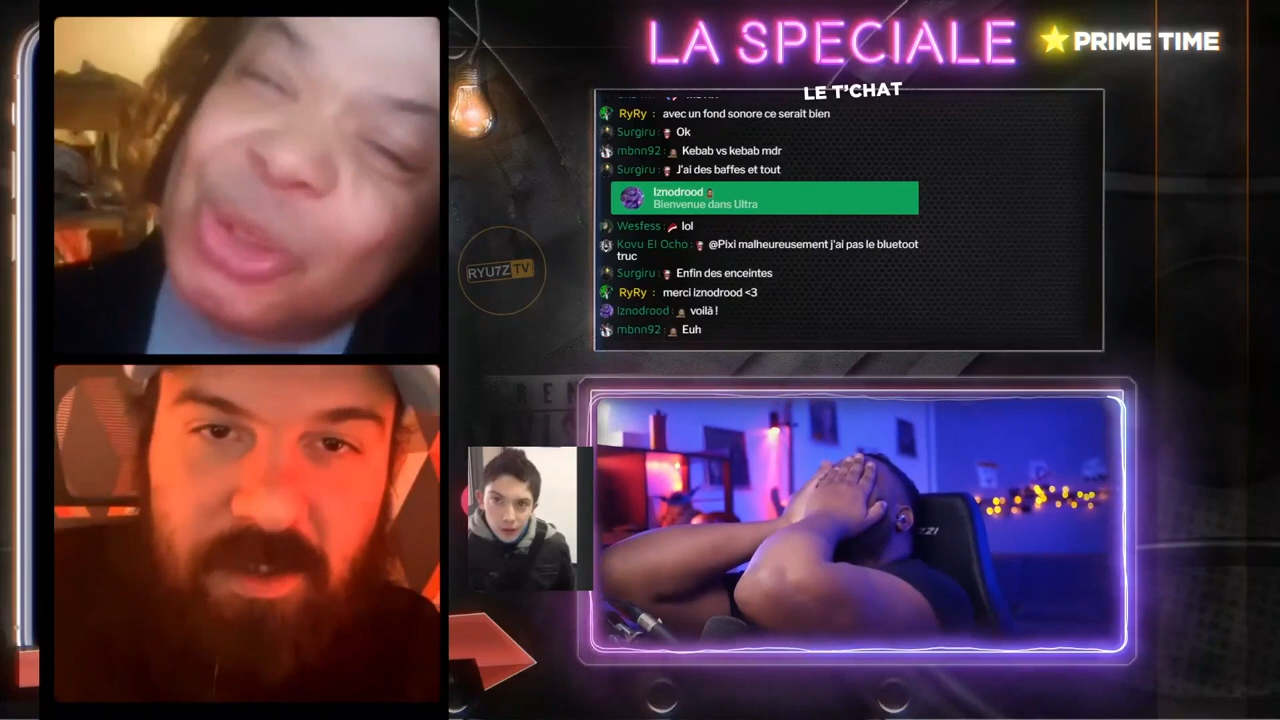 LA SPECIALE
PRIME TIME
LE T'CHAT
RyRy : avec un fond sonore ce serait bien
Surgiru : Ok
mbnn92 : Kebab vs kebab mdr
Surgiru : J'ai des baffes et tout
Iznodrood
Bienvenue dans Ultra
Wesfess : lol
Kovu El Ocho : @Pixi malheureusement j'ai pas le bluetoot
truc
Surgiru : Enfin des enceintes
RyRy : merci iznodrood <3
Iznodrood : voilà !
mbnn92 : Euh
RYU7Z TV